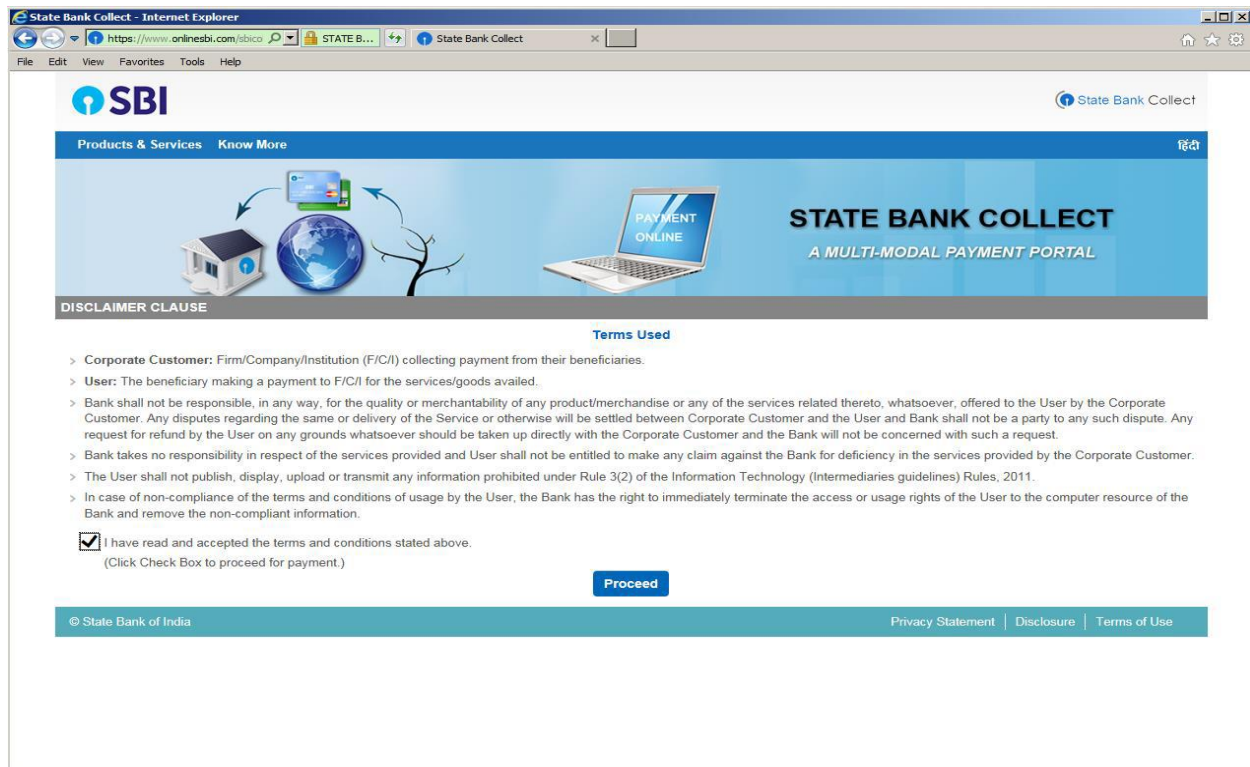 State Bank Collect - Internet Explorer
https://www.onlinesbi.com/sbico STATE B... State Bank Collect
File Edit View Favorites Tools Help
SBI
State Bank Collect
Products & Services Know More हिंदी
PAYMENT
ONLINE
STATE BANK COLLECT
A MULTI-MODAL PAYMENT PORTAL
DISCLAIMER CLAUSE
Terms Used
> Corporate Customer: Firm/Company/Institution (F/C/I) collecting payment from their beneficiaries.
> User: The beneficiary making a payment to F/C/I for the services/goods availed.
> Bank shall not be responsible, in any way, for the quality or merchantability of any product/merchandise or any of the services related thereto, whatsoever, offered to the User by the Corporate
Customer. Any disputes regarding the same or delivery of the Service or otherwise will be settled between Corporate Customer and the User and Bank shall not be a party to any such dispute. Any
request for refund by the User on any grounds whatsoever should be taken up directly with the Corporate Customer and the Bank will not be concerned with such a request.
> Bank takes no responsibility in respect of the services provided and User shall not be entitled to make any claim against the Bank for deficiency in the services provided by the Corporate Customer.
> The User shall not publish, display, upload or transmit any information prohibited under Rule 3(2) of the Information Technology (Intermediaries guidelines) Rules, 2011.
> In case of non-compliance of the terms and conditions of usage by the User, the Bank has the right to immediately terminate the access or usage rights of the User to the computer resource of the
Bank and remove the non-compliant information.
I have read and accepted the terms and conditions stated above.
(Click Check Box to proceed for payment.)
Proceed
© State Bank of India Privacy Statement | Disclosure | Terms of Use